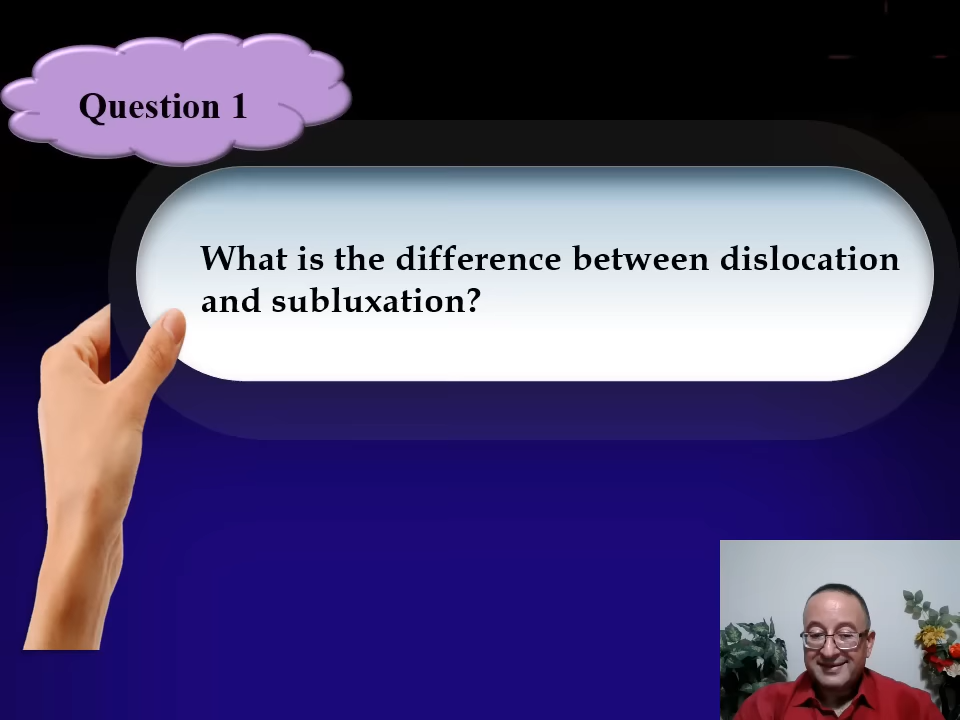 Question 1
What is the difference between dislocation
and subluxation?